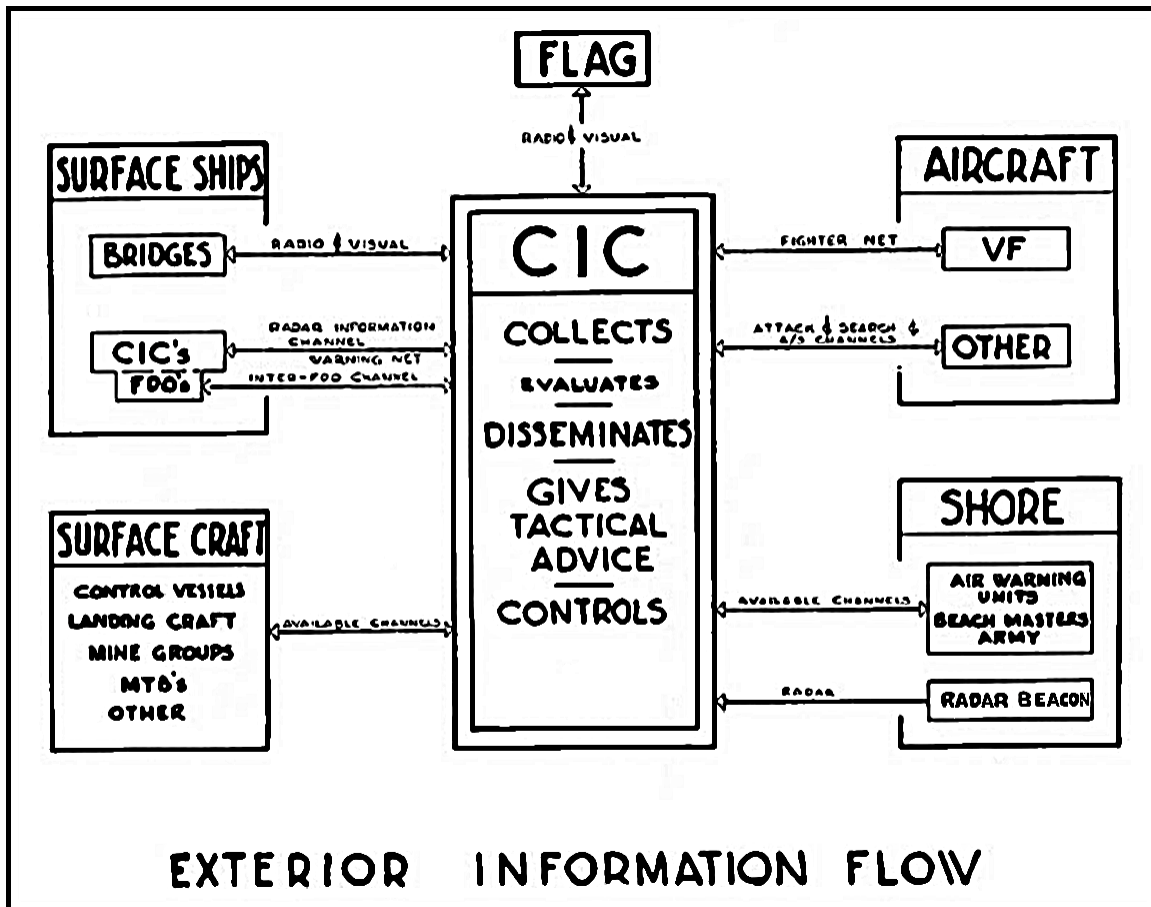 FLAG
RADIO & VISUAL
SURFACE SHIPS
BRIDGES
RADIO & VISUAL
CIC's
FDO's
RADAR INFORMATION
CHANNEL
WARNING NET
INTER-FDO CHANNEL
SURFACE CRAFT
CONTROL VESSELS
LANDING CRAFT
MINE GROUPS
MTB's
OTHER
AVAILABLE CHANNELS
CIC
COLLECTS
EVALUATES
DISSEMINATES
GIVES
TACTICAL
ADVICE
CONTROLS
AIRCRAFT
FIGHTER NET
VF
ATTACK & SEARCH &
A/S CHANNELS
OTHER
SHORE
AVAILABLE CHANNELS
AIR WARNING
UNITS
BEACH MASTERS
ARMY
RADAR
RADAR BEACON
EXTERIOR INFORMATION FLOW